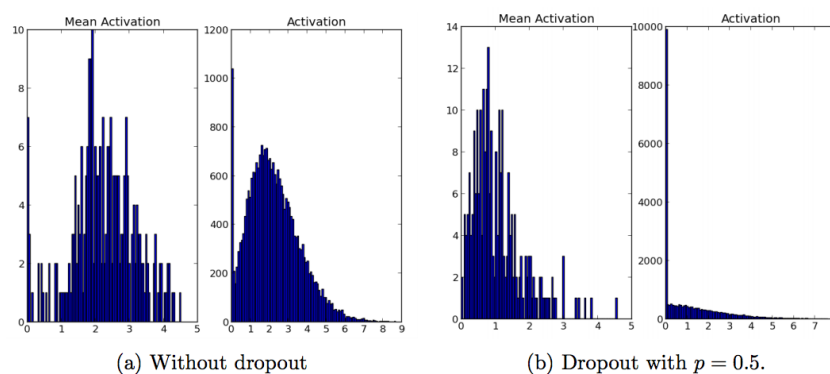 Mean Activation
10
8
6
4
2
0
0 1 2 3 4 5
Activation
1200
1000
800
600
400
200
0
0 1 2 3 4 5 6 7 8 9
Mean Activation
14
12
10
8
6
4
2
0
0 1 2 3 4 5
Activation
10000
8000
6000
4000
2000
0
0 1 2 3 4 5 6 7
(a) Without dropout
(b) Dropout with p = 0.5.